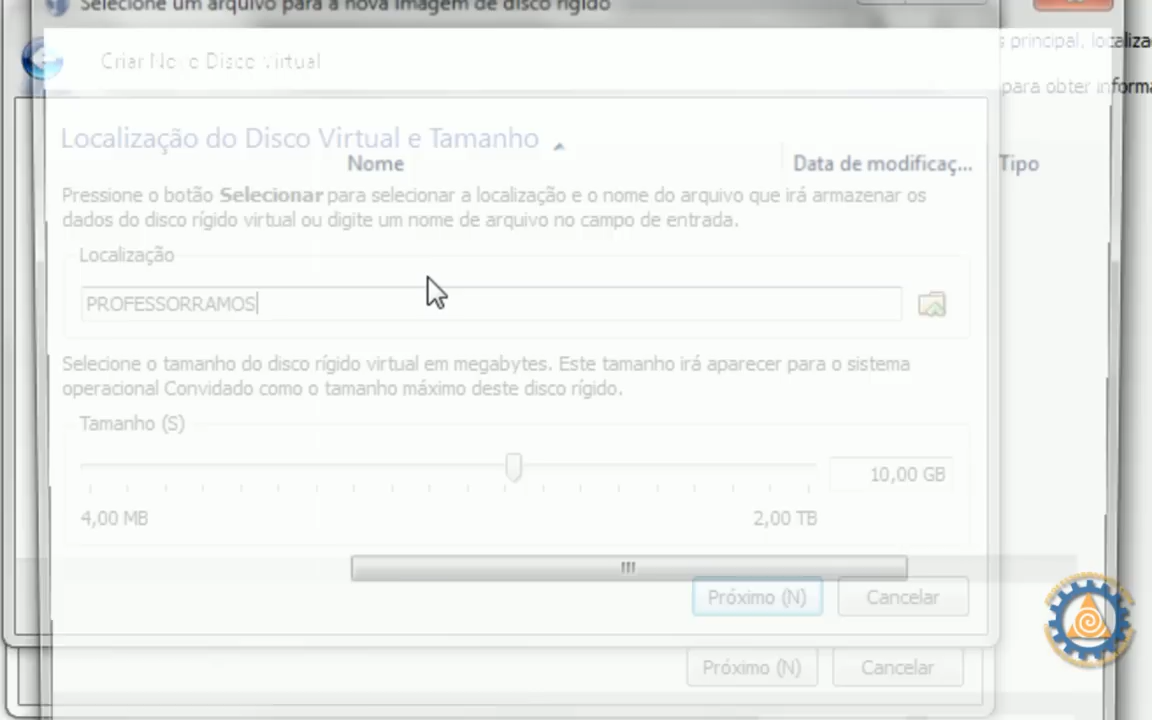 Selecione um arquivo para a nova imagem de disco rígido
s principal, localiza
Criar Novo Disco Virtual
para obter informa
Localização do Disco Virtual e Tamanho
Nome
Data de modificaç...
Tipo
Pressione o botão Selecionar para selecionar a localização e o nome do arquivo que irá armazenar os
dados do disco rígido virtual ou digite um nome de arquivo no campo de entrada.
Localização
PROFESSORRAMOS
Selecione o tamanho do disco rígido virtual em megabytes. Este tamanho irá aparecer para o sistema
operacional Convidado como o tamanho máximo deste disco rígido.
Tamanho (S)
10,00 GB
4,00 MB
2,00 TB
Próximo (N)
Cancelar
Próximo (N)
Cancelar